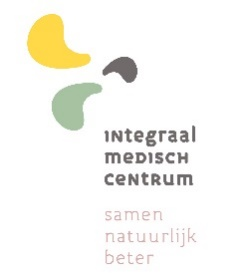 integraal
medisch
centrum
samen
natuurlijk
beter